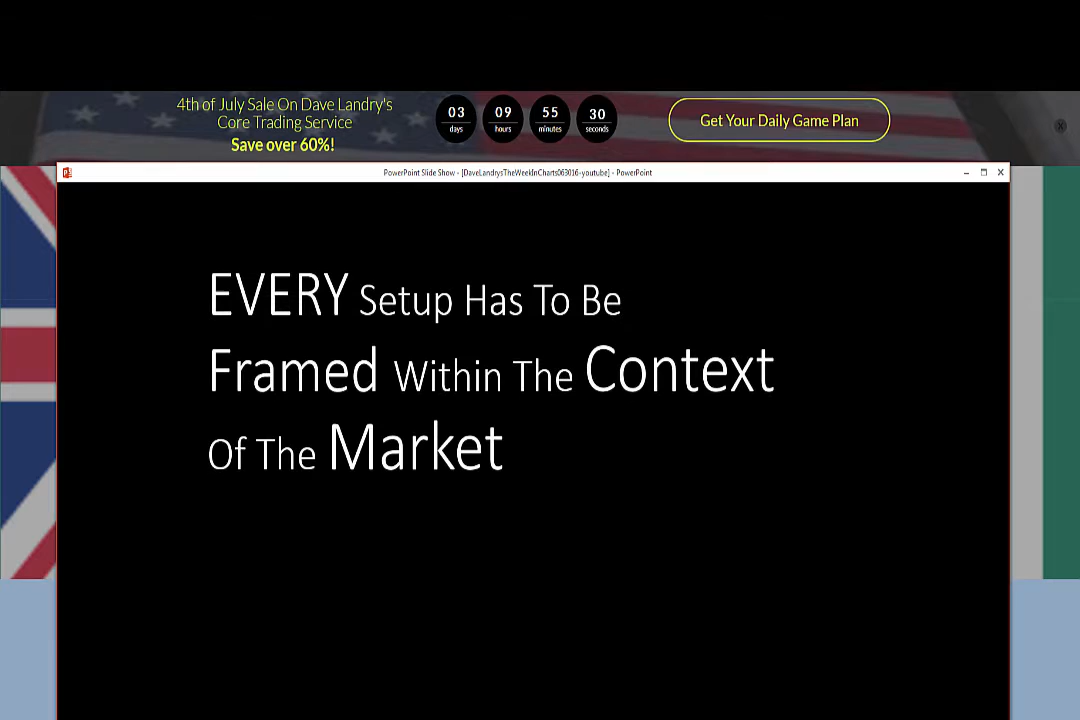 4th of July Sale On Dave Landry's
Core Trading Service
Save over 60%!
03 09 55 30
days hours minutes seconds
Get Your Daily Game Plan
X
PowerPoint Slide Show - [DaveLandrysTheWeekInCharts063016-youtube] - PowerPoint
EVERY Setup Has To Be
Framed Within The Context
Of The Market